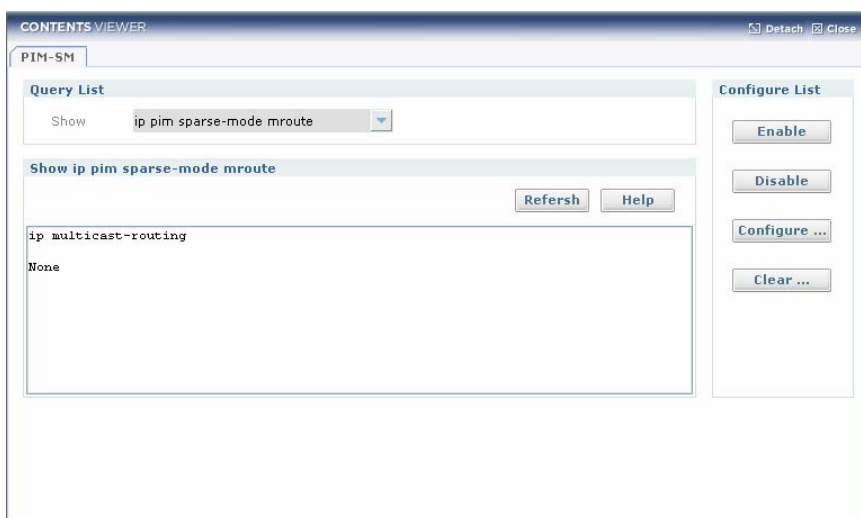 CONTENTS VIEWER
Detach Close
PIM-SM
Query List
Show ip pim sparse-mode mroute
Show ip pim sparse-mode mroute
Refersh Help
ip multicast-routing
None
Configure List
Enable
Disable
Configure ...
Clear ...